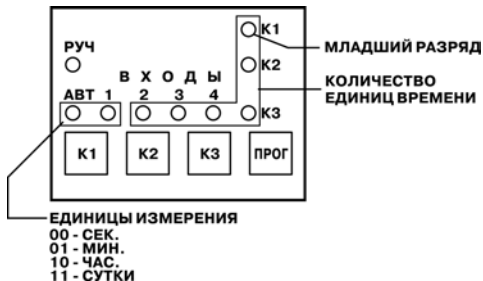 К1
МЛАДШИЙ РАЗРЯД
РУЧ
К2
ВХОДЫ
КОЛИЧЕСТВО
ЕДИНИЦ ВРЕМЕНИ
АВТ 1 2 3 4
К3
К1 К2 К3 ПРОГ
ЕДИНИЦЫ ИЗМЕРЕНИЯ
00 - СЕК.
01 - МИН.
10 - ЧАС.
11 - СУТКИ